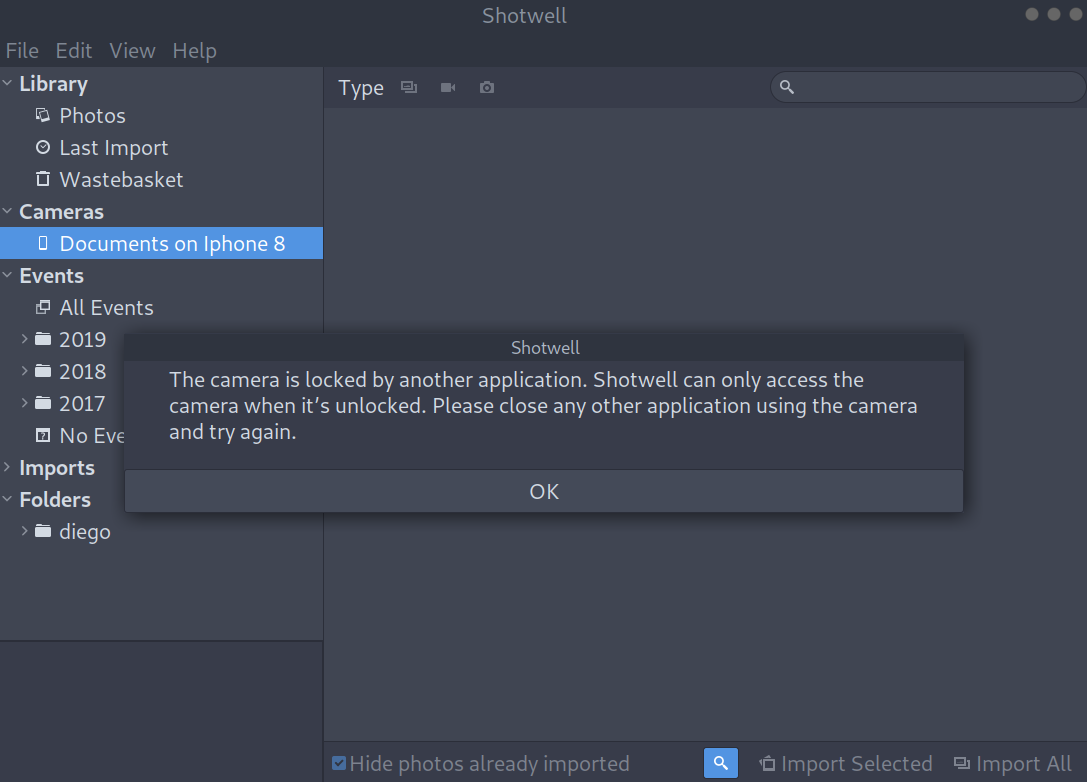 Shotwell
File Edit View Help
Library
Photos
Last Import
Wastebasket
Cameras
Documents on Iphone 8
Events
All Events
2019
2018
2017
No Eve
Imports
Folders
diego
Type
Shotwell
The camera is locked by another application. Shotwell can only access the
camera when it’s unlocked. Please close any other application using the camera
and try again.
OK
Hide photos already imported
Import Selected
Import All